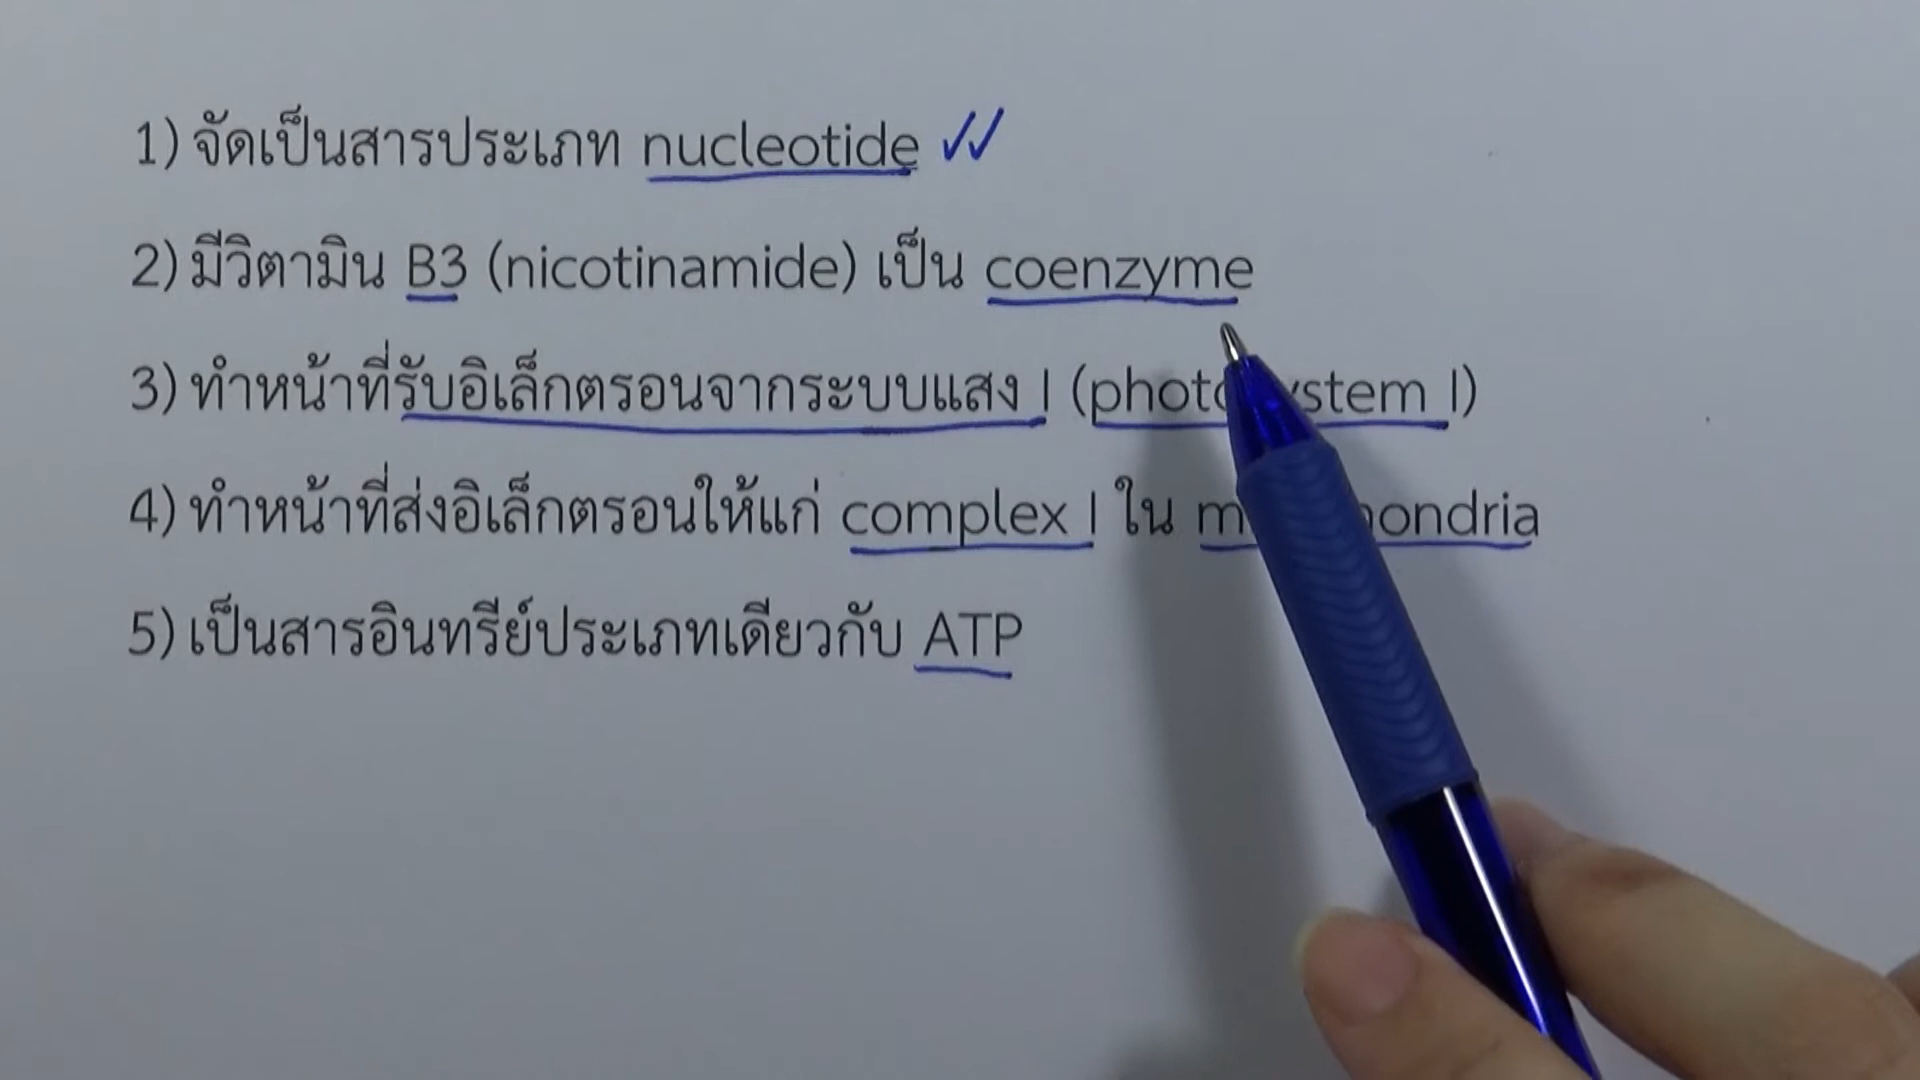 1) จัดเป็นสารประเภท nucleotide ✓✓
2) มีวิตามิน B3 (nicotinamide) เป็น coenzyme
3) ทำหน้าที่รับอิเล็กตรอนจากระบบแสง I (photosystem I)
4) ทำหน้าที่ส่งอิเล็กตรอนให้แก่ complex I ใน
5) เป็นสารอินทรีย์ประเภทเดียวกับ ATP